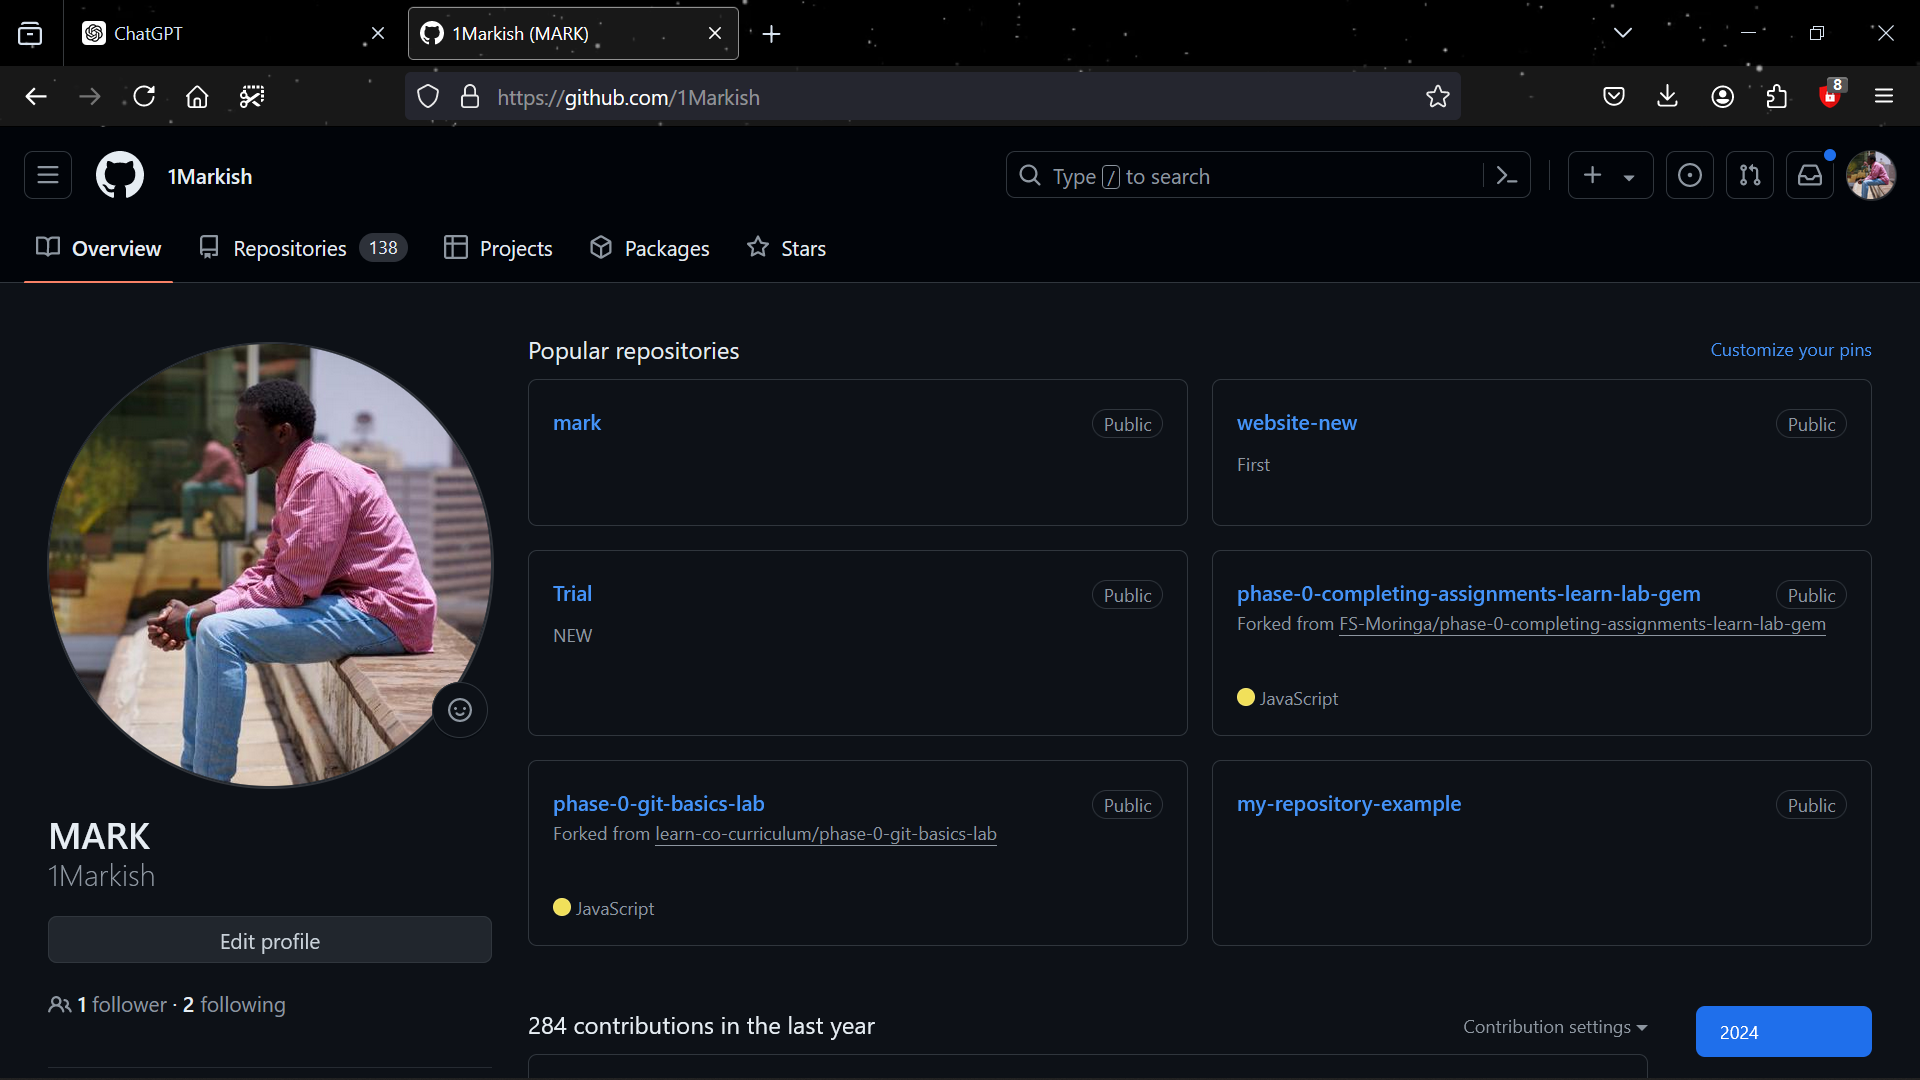 ChatGPT
1Markish (MARK)
https://github.com/1Markish
8
1Markish
Type / to search
Overview
Repositories 138
Projects
Packages
Stars
Popular repositories
Customize your pins
mark
Public
website-new
Public
First
Trial
Public
NEW
phase-0-completing-assignments-learn-lab-gem
Public
Forked from FS-Moringa/phase-0-completing-assignments-learn-lab-gem
JavaScript
phase-0-git-basics-lab
Public
Forked from learn-co-curriculum/phase-0-git-basics-lab
JavaScript
my-repository-example
Public
MARK
1Markish
Edit profile
1 follower · 2 following
284 contributions in the last year
Contribution settings
2024